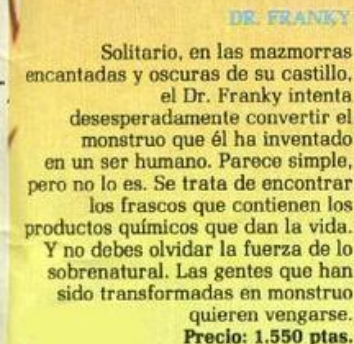 DR. FRANKY
Solitario, en las mazmorras
encantadas y oscuras de su castillo,
el Dr. Franky intenta
desesperadamente convertir el
monstruo que él ha inventado
en un ser humano. Parece simple,
pero no lo es. Se trata de encontrar
los frascos que contienen los
productos químicos que dan la vida.
Y no debes olvidar la fuerza de lo
sobrenatural. Las gentes que han
sido transformadas en monstruo
quieren vengarse.
Precio: 1.550 ptas.